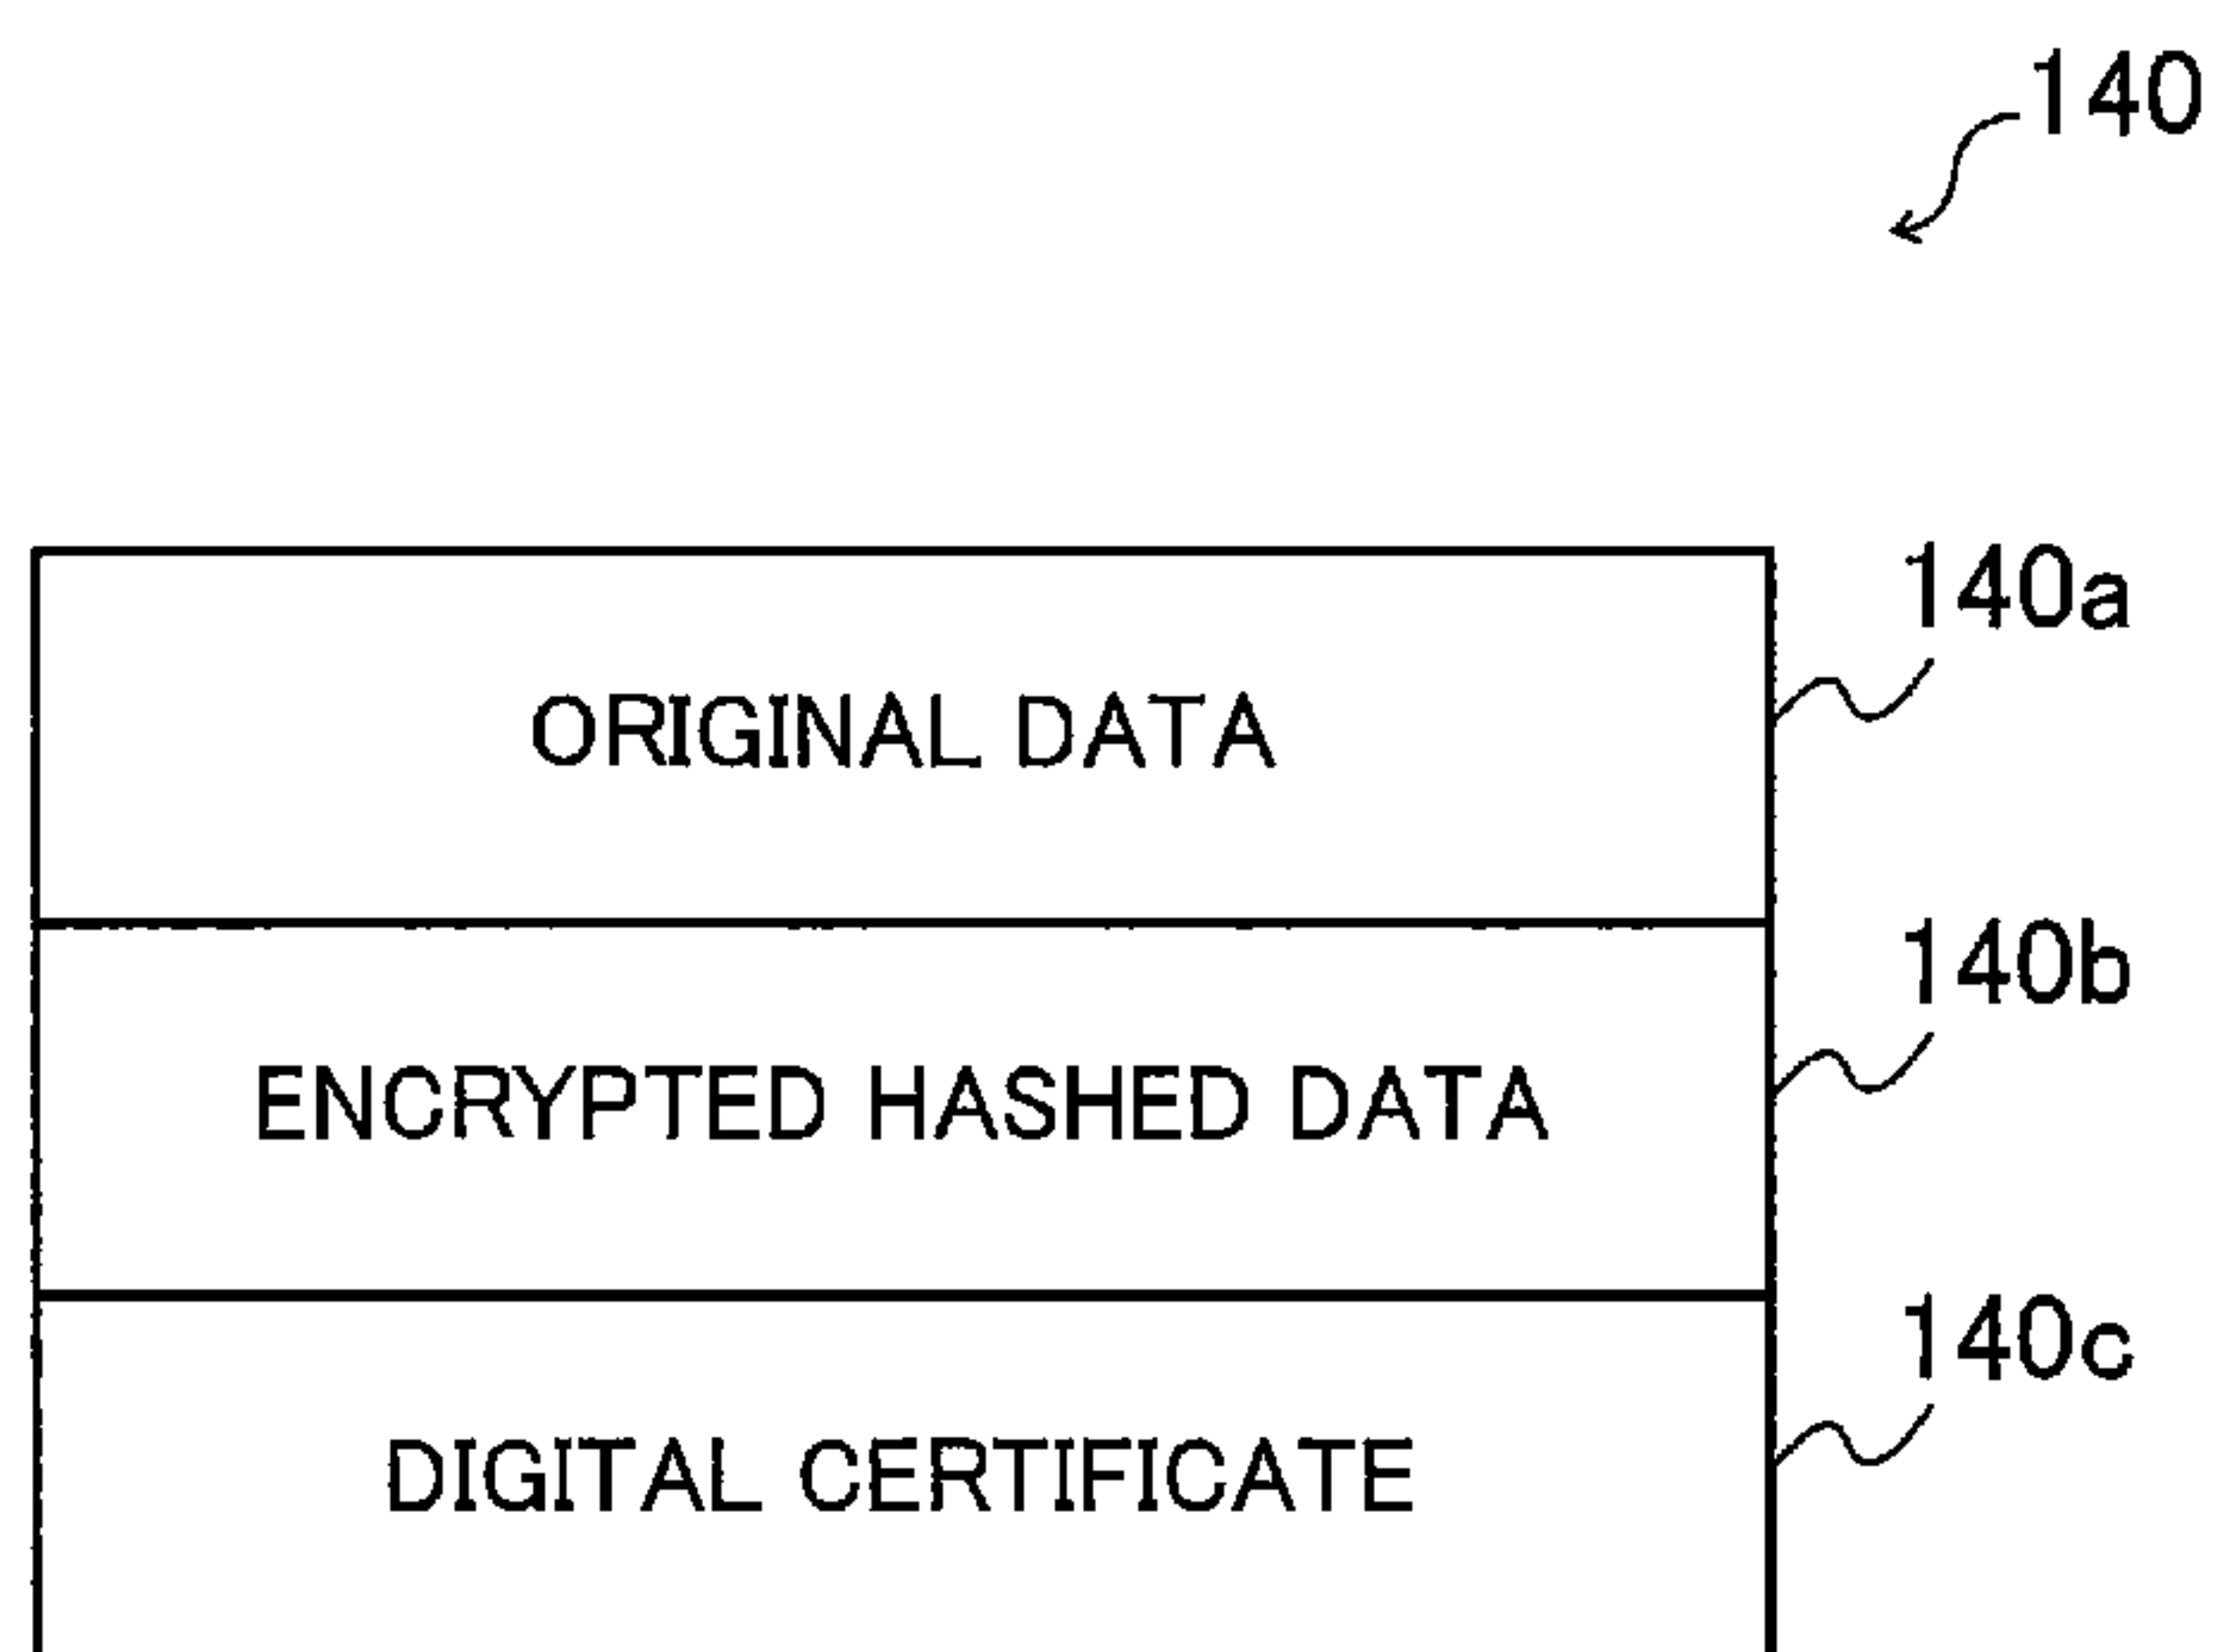 140
140a
ORIGINAL DATA
140b
ENCRYPTED HASHED DATA
140c
DIGITAL CERTIFICATE